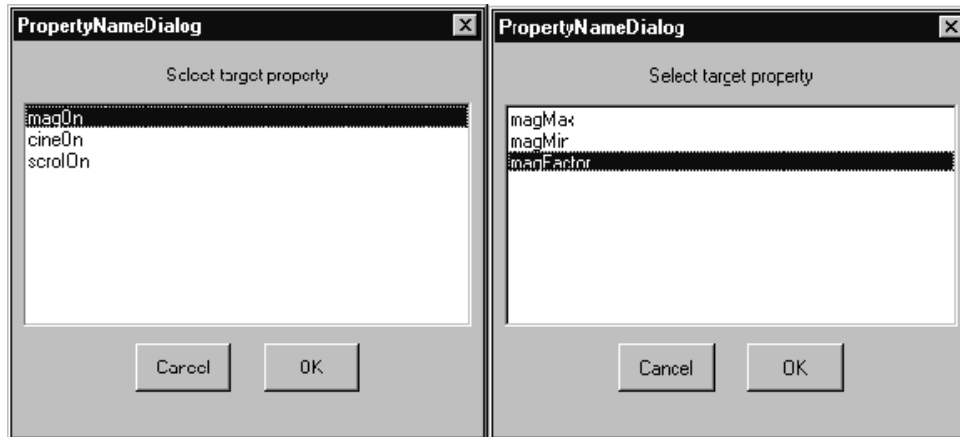 PropertyNameDialog
Select target property
magOn
cineOn
scrolOn
Cancel OK
PropertyNameDialog
Select target property
magMax
magMin
magFactor
Cancel OK